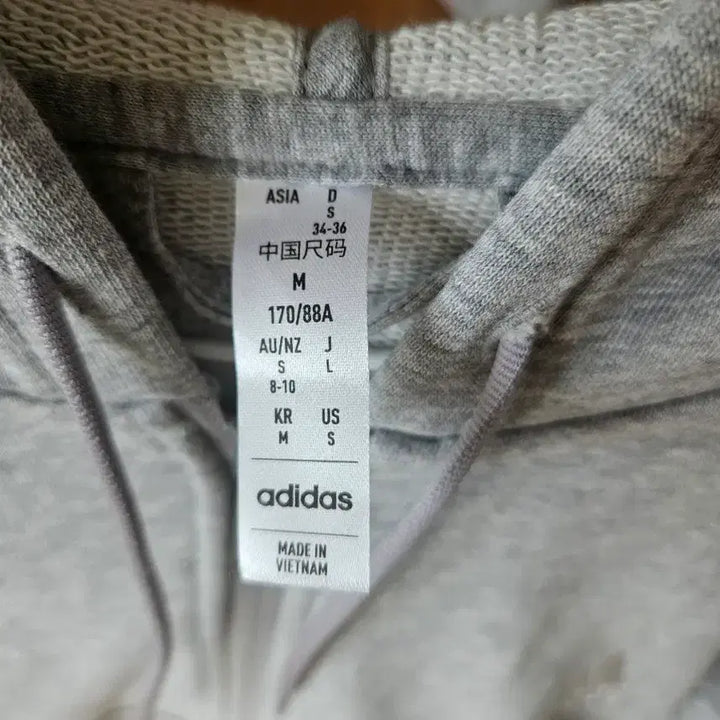 ASIA D
S
34-36
中国尺码
M
170/88A
AU/NZ J
S L
8-10
KR US
M S
adidas
MADE IN
VIETNAM